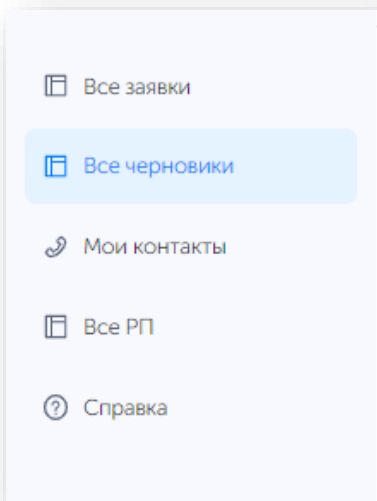 Все заявки
Все черновики
Мои контакты
Все РП
Справка